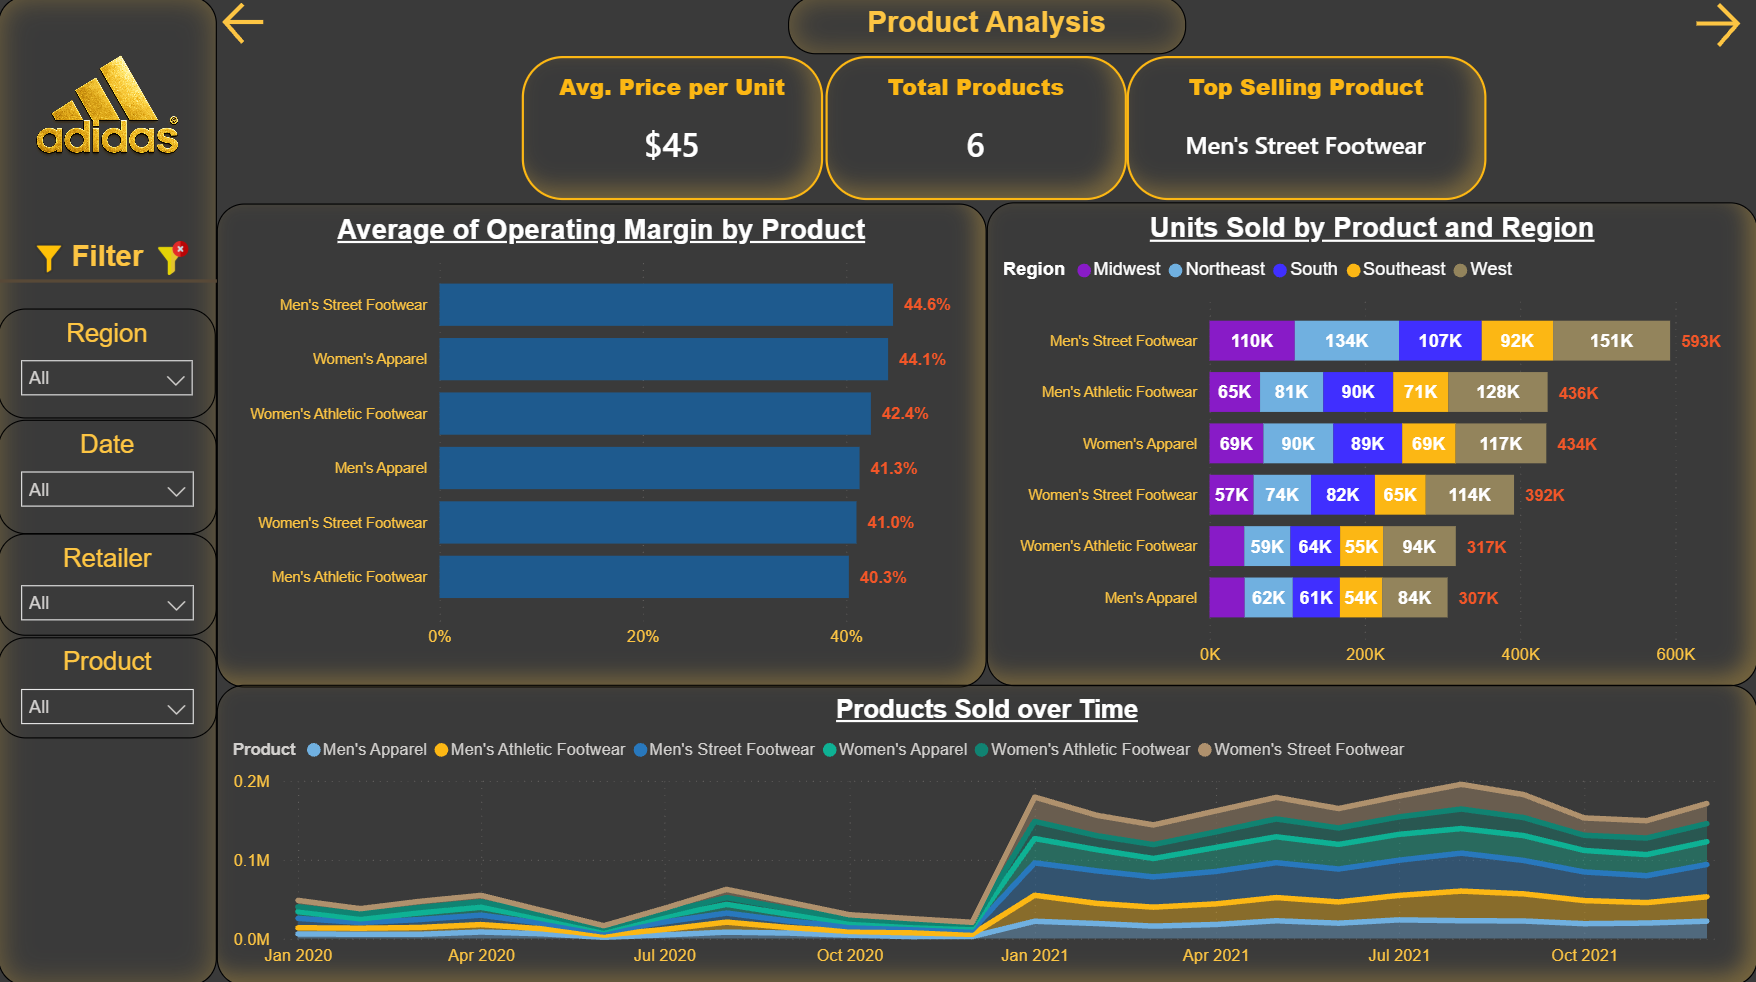 Product Analysis
adidas®
Avg. Price per Unit
$45
Total Products
6
Top Selling Product
Men's Street Footwear
Filter
Region
All
Date
All
Retailer
All
Product
All
Average of Operating Margin by Product
Men's Street Footwear 44.6%
Women's Apparel 44.1%
Women's Athletic Footwear 42.4%
Men's Apparel 41.3%
Women's Street Footwear 41.0%
Men's Athletic Footwear 40.3%
0% 20% 40%
Units Sold by Product and Region
Region Midwest Northeast South Southeast West
Men's Street Footwear 110K 134K 107K 92K 151K 593K
Men's Athletic Footwear 65K 81K 90K 71K 128K 436K
Women's Apparel 69K 90K 89K 69K 117K 434K
Women's Street Footwear 57K 74K 82K 65K 114K 392K
Women's Athletic Footwear 59K 64K 55K 94K 317K
Men's Apparel 62K 61K 54K 84K 307K
0K 200K 400K 600K
Products Sold over Time
Product Men's Apparel Men's Athletic Footwear Men's Street Footwear Women's Apparel Women's Athletic Footwear Women's Street Footwear
0.2M
0.1M
0.0M
Jan 2020 Apr 2020 Jul 2020 Oct 2020 Jan 2021 Apr 2021 Jul 2021 Oct 2021